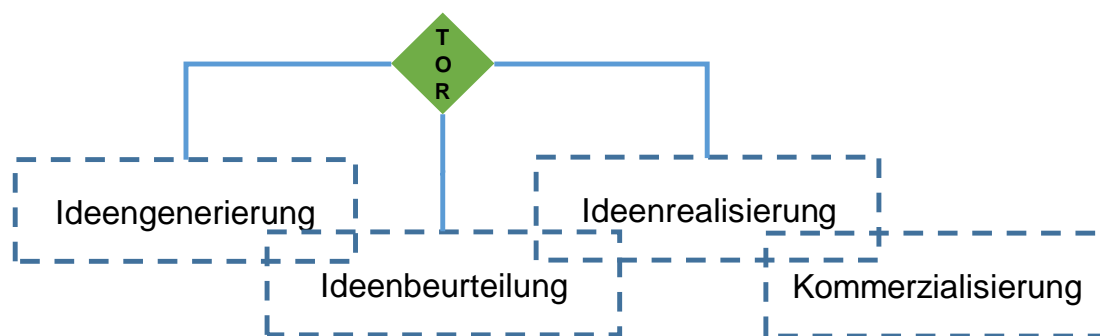 T
O
R
Ideengenerierung
Ideenrealisierung
Ideenbeurteilung
Kommerzialisierung